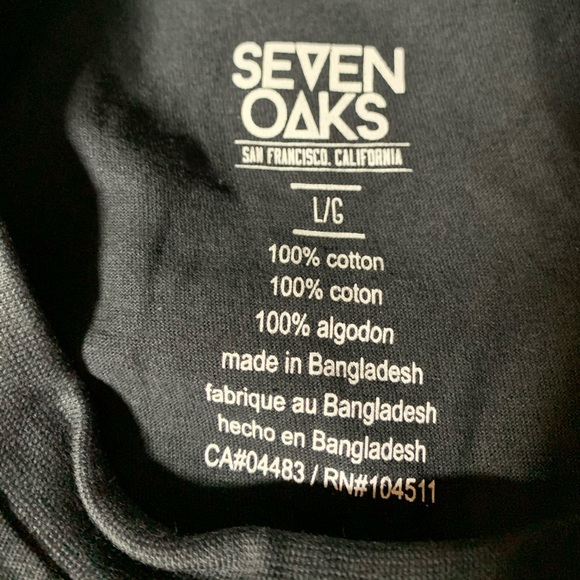 SEVEN
OAKS
SAN FRANCISCO, CALIFORNIA
L/G
100% cotton
100% coton
100% algodon
made in Bangladesh
fabrique au Bangladesh
hecho en Bangladesh
CA#04483 / RN#104511